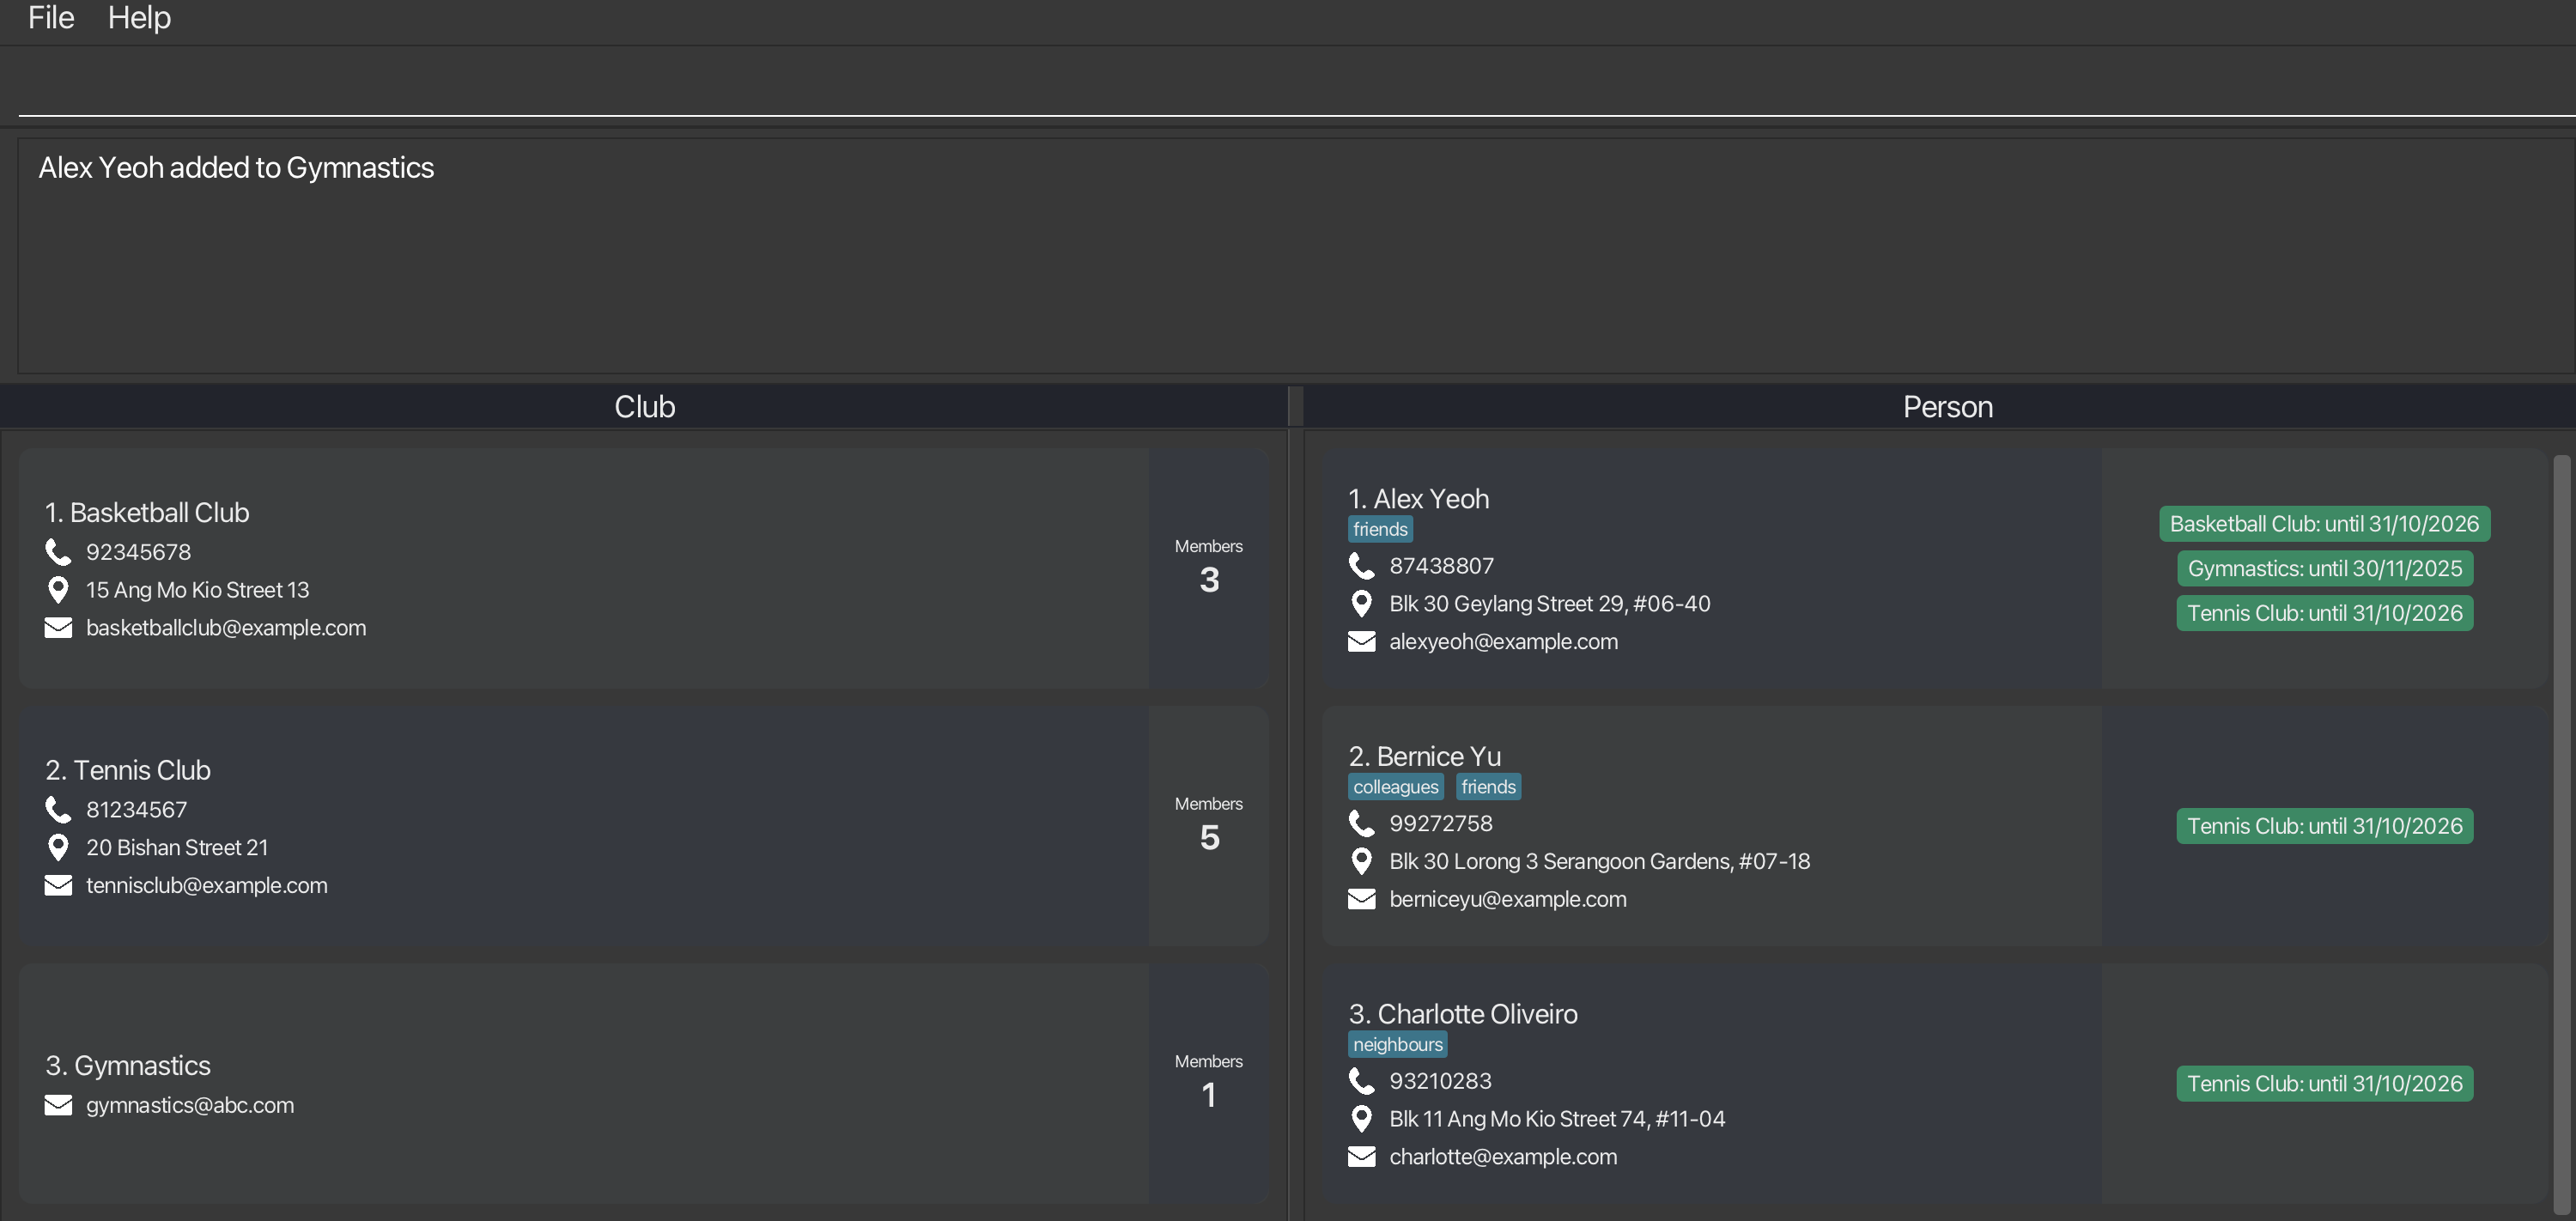 File Help
Alex Yeoh added to Gymnastics
Club
Person
1. Basketball Club
92345678
15 Ang Mo Kio Street 13
basketballclub@example.com
Members
3
2. Tennis Club
81234567
20 Bishan Street 21
tennisclub@example.com
Members
5
3. Gymnastics
gymnastics@abc.com
Members
1
1. Alex Yeoh
friends
87438807
Blk 30 Geylang Street 29, #06-40
alexyeoh@example.com
Basketball Club: until 31/10/2026
Gymnastics: until 30/11/2025
Tennis Club: until 31/10/2026
2. Bernice Yu
colleagues friends
99272758
Blk 30 Lorong 3 Serangoon Gardens, #07-18
berniceyu@example.com
Tennis Club: until 31/10/2026
3. Charlotte Oliveiro
neighbours
93210283
Blk 11 Ang Mo Kio Street 74, #11-04
charlotte@example.com
Tennis Club: until 31/10/2026